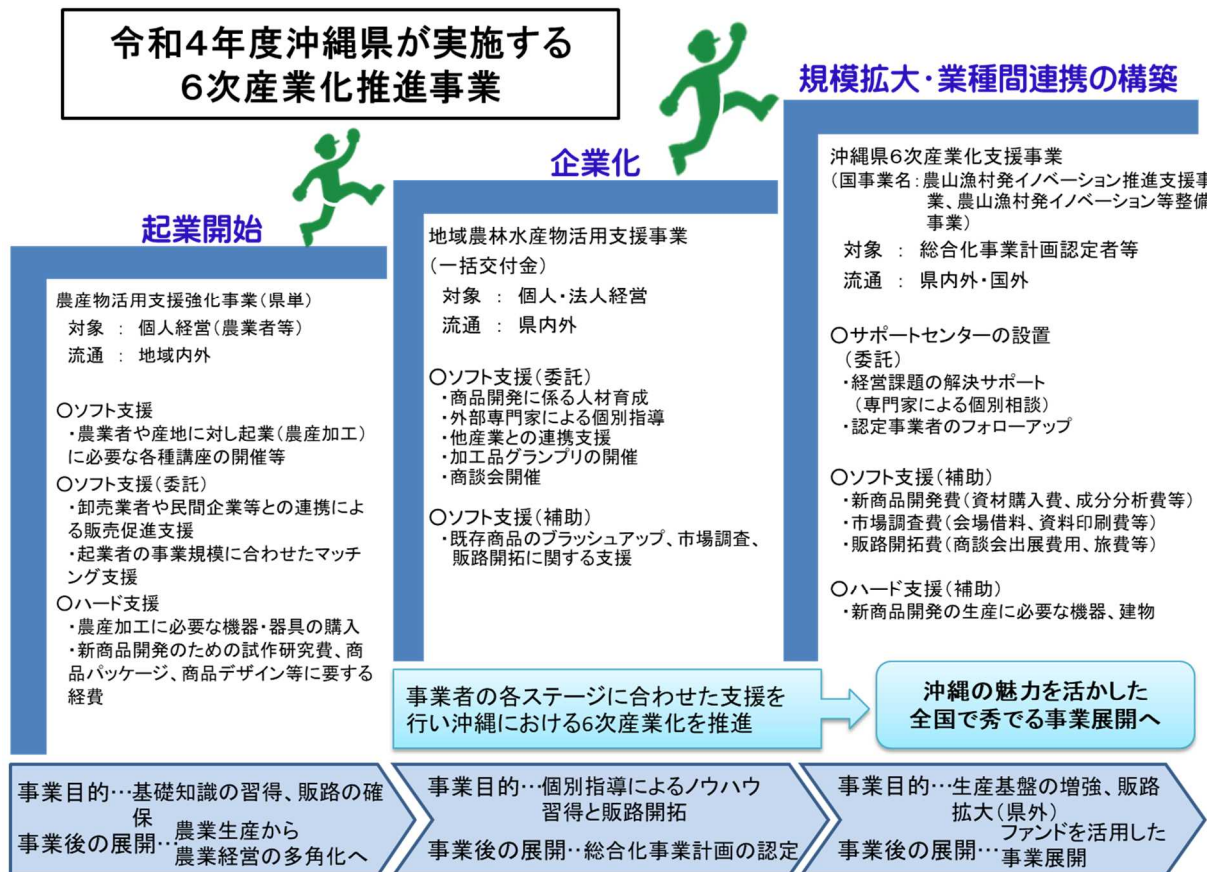 令和4年度沖縄県が実施する
6次産業化推進事業
起業開始
農産物活用支援強化事業(県単)
対象 : 個人経営(農業者等)
流通 : 地域内外
○ソフト支援
・農業者や産地に対し起業(農産加工)
に必要な各種講座の開催等
○ソフト支援(委託)
・卸売業者や民間企業等との連携によ
る販売促進支援
・起業者の事業規模に合わせたマッチ
ング支援
○ハード支援
・農産加工に必要な機器・器具の購入
・新商品開発のための試作研究費、商
品パッケージ、商品デザイン等に要する
経費
企業化
地域農林水産物活用支援事業
(一括交付金)
対象 : 個人・法人経営
流通 : 県内外
○ソフト支援(委託)
・商品開発に係る人材育成
・外部専門家による個別指導
・他産業との連携支援
・加工品グランプリの開催
・商談会開催
○ソフト支援(補助)
・既存商品のブラッシュアップ、市場調査、
販路開拓に関する支援
規模拡大・業種間連携の構築
沖縄県6次産業化支援事業
(国事業名:農山漁村発イノベーション推進支援事
業、農山漁村発イノベーション等整備
事業)
対象 : 総合化事業計画認定者等
流通 : 県内外・国外
○サポートセンターの設置
(委託)
・経営課題の解決サポート
(専門家による個別相談)
・認定事業者のフォローアップ
○ソフト支援(補助)
・新商品開発費(資材購入費、成分分析費等)
・市場調査費(会場借料、資料印刷費等)
・販路開拓費(商談会出展費用、旅費等)
○ハード支援(補助)
・新商品開発の生産に必要な機器、建物
事業者の各ステージに合わせた支援を
行い沖縄における6次産業化を推進
沖縄の魅力を活かした
全国で秀でる事業展開へ
事業目的…基礎知識の習得、販路の確
保
事業後の展開…農業生産から
農業経営の多角化へ
事業目的…個別指導によるノウハウ
習得と販路開拓
事業後の展開‥総合化事業計画の認定
事業目的…生産基盤の増強、販路
拡大(県外)
事業後の展開…ファンドを活用した
事業展開